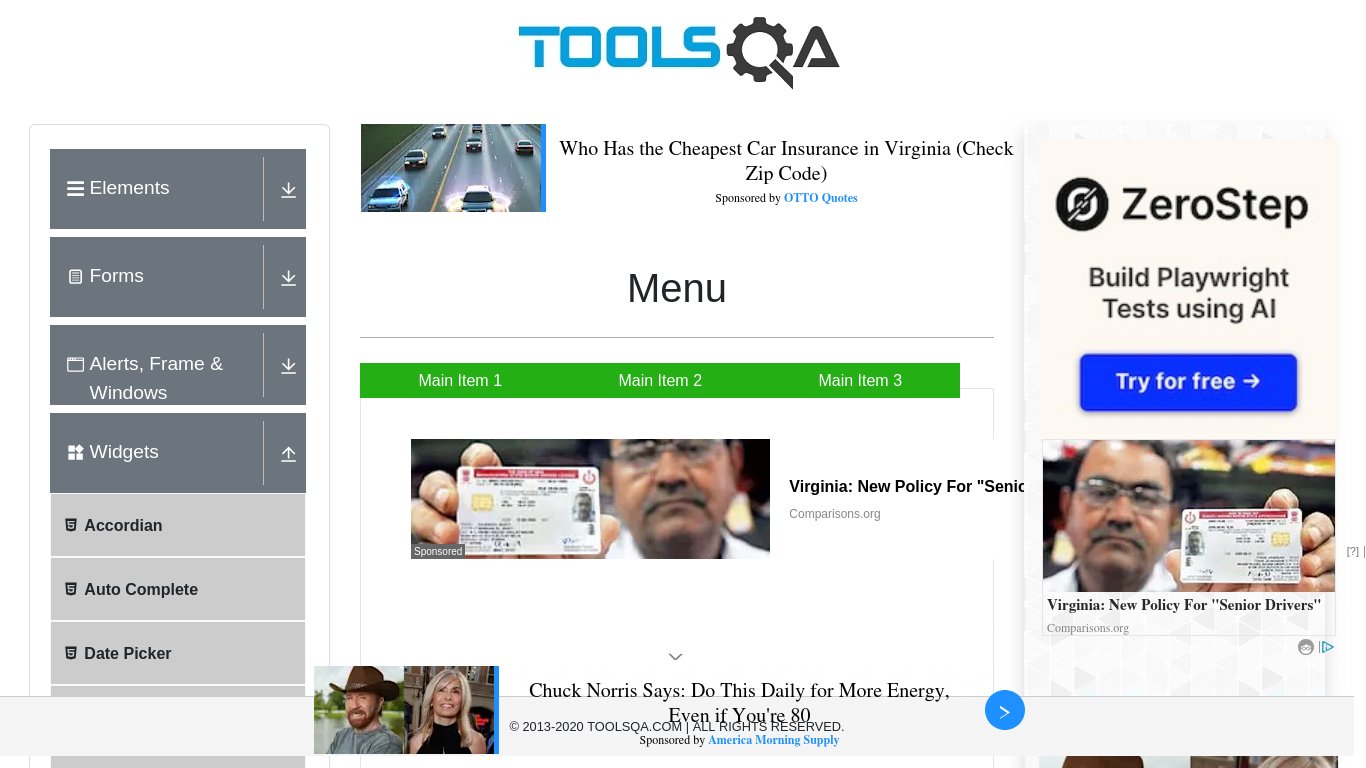 TOOLSQA
Elements
Forms
Alerts, Frame &
Windows
Widgets
Accordian
Auto Complete
Date Picker
Who Has the Cheapest Car Insurance in Virginia (Check
Zip Code)
Sponsored by OTTO Quotes
Menu
Main Item 1
Main Item 2
Main Item 3
Sponsored
Virginia: New Policy For "Senio
Comparisons.org
ZeroStep
Build Playwright
Tests using AI
Try for free →
Virginia: New Policy For "Senior Drivers"
Comparisons.org
[?]
Chuck Norris Says: Do This Daily for More Energy,
Even if You're 80
© 2013-2020 TOOLSQA.COM | ALL RIGHTS RESERVED.
Sponsored by America Morning Supply